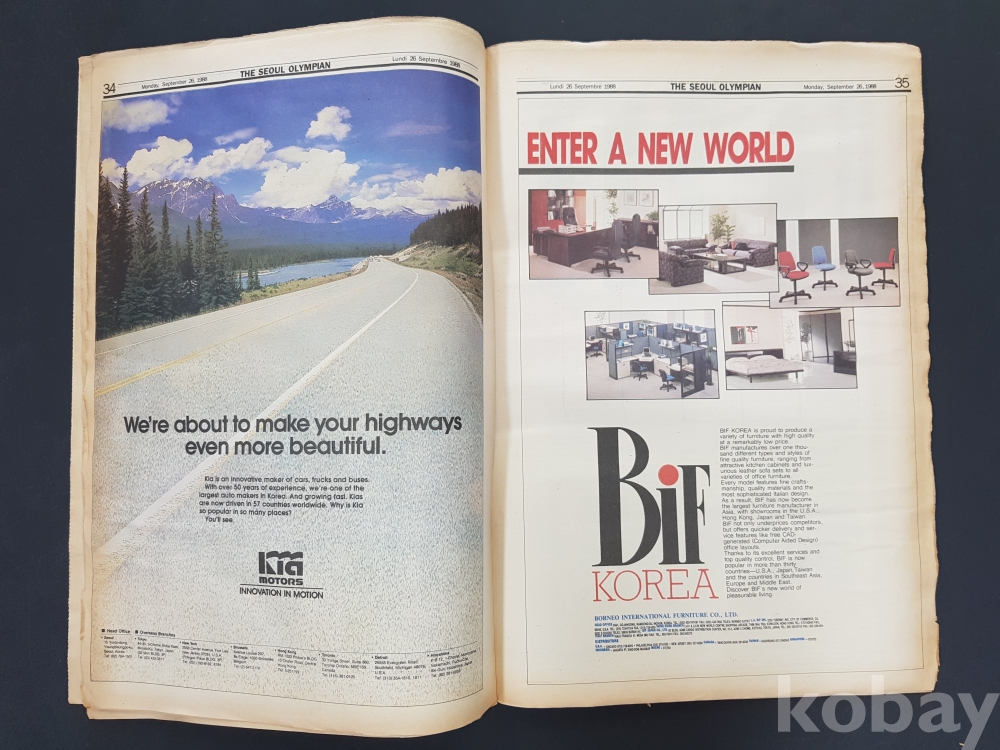 34
Monday, September 26, 1988
THE SEOUL OLYMPIAN
Lundi 26 Septembre 1988
We're about to make your highways
even more beautiful.
Kia is an innovative maker of cars, trucks and buses.
With over 50 years of experience, we're one of the
largest auto makers in Korea. And growing fast. Kias
are now driven in 57 countries worldwide. Why is Kia
so popular in so many places?
You'll see.
KIA
MOTORS
INNOVATION IN MOTION
■ Head Office ■ Overseas Branches
Lundi 26 Septembre 1988
THE SEOUL OLYMPIAN
Monday, September 26, 1988
35
ENTER A NEW WORLD
BiF
KOREA
BIF KOREA is proud to produce a
variety of furniture with high quality
at a remarkably low price.
BIF manufactures over one thou-
sand different types and styles of
fine quality furniture, ranging from
attractive kitchen cabinets and lux-
urious leather sofa sets to all
varieties of office furniture.
Every model features fine crafts-
manship, quality materials and the
most sophisticated Italian design.
As a result, BIF has now become
the largest furniture manufacturer in
Asia, with showrooms in the U.S.A.,
Hong Kong, Japan and Taiwan.
BIF not only underprices competitors,
but offers quicker delivery and ser-
vice features like free CAD-
generated (Computer Aided Design)
office layouts.
Thanks to its excellent services and
top quality control, BIF is now
popular in more than thirty
countries—U.S.A., Japan, Taiwan
and the countries in Southeast Asia,
Europe and Middle East.
Discover BIF's new world of
pleasurable living
BORNEO INTERNATIONAL FURNITURE CO., LTD.
DISTRIBUTORS
kobay